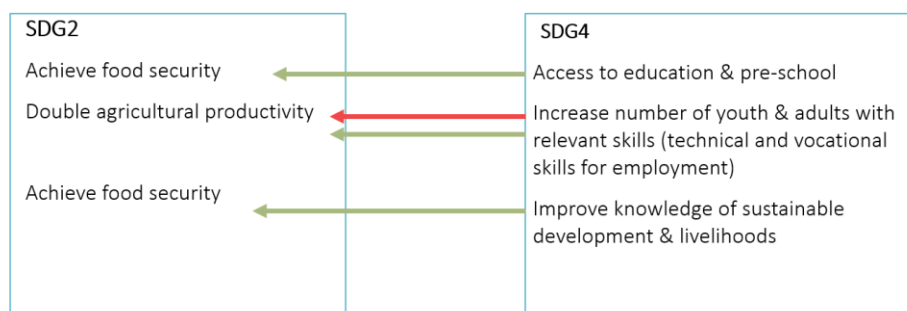 SDG2
Achieve food security
Double agricultural productivity
Achieve food security
SDG4
Access to education & pre-school
Increase number of youth & adults with
relevant skills (technical and vocational
skills for employment)
Improve knowledge of sustainable
development & livelihoods